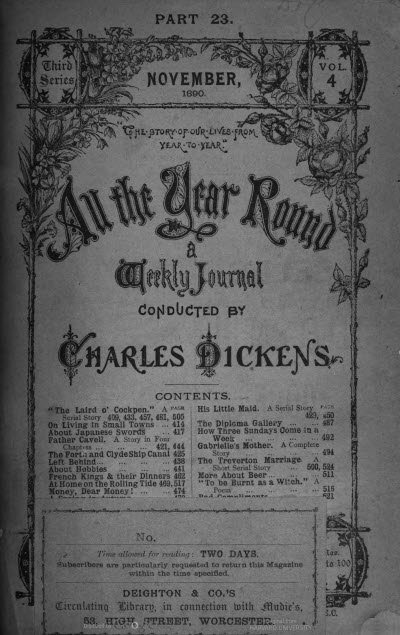 PART 23.
Third Series
NOVEMBER,
1890.
VOL. 4
"THE·STORY·OF·OUR·LIVES·FROM
YEAR·TO·YEAR."
All the Year Round
a
Weekly Journal
CONDUCTED BY
CHARLES DICKENS.
CONTENTS.
"The Laird o' Cockpen." A PAGE
Serial Story 409, 433, 457, 481, 505
On Living in Small Towns ... 414
About Japanese Swords ... 417
Father Cavell. A Story in Four
Chapters ... 421, 444
The Forth and Clyde Ship Canal 425
Left Behind ... 438
About Hobbies ... 441
French Kings & their Dinners 462
At Home on the Rolling Tide 469, 517
Money, Dear Money! ... 474
His Little Maid. A Serial Story PAGE
429, 450
The Diploma Gallery ... 487
How Three Sundays Come in a
Week 492
Gabrielle's Mother. A Complete
Story 494
The Treverton Marriage. A
Short Serial Story 500, 524
More About Beer ... 511
"To be Burnt as a Witch." A
Poem ... 516
Bad Compliments ... 521
No.
Time allowed for reading: TWO DAYS.
Subscribers are particularly requested to return this Magazine
within the time specified.
to 100
DEIGHTON & CO.'S
Circulating Library, in connection with Mudie's,
53, HIGH STREET, WORCESTER.